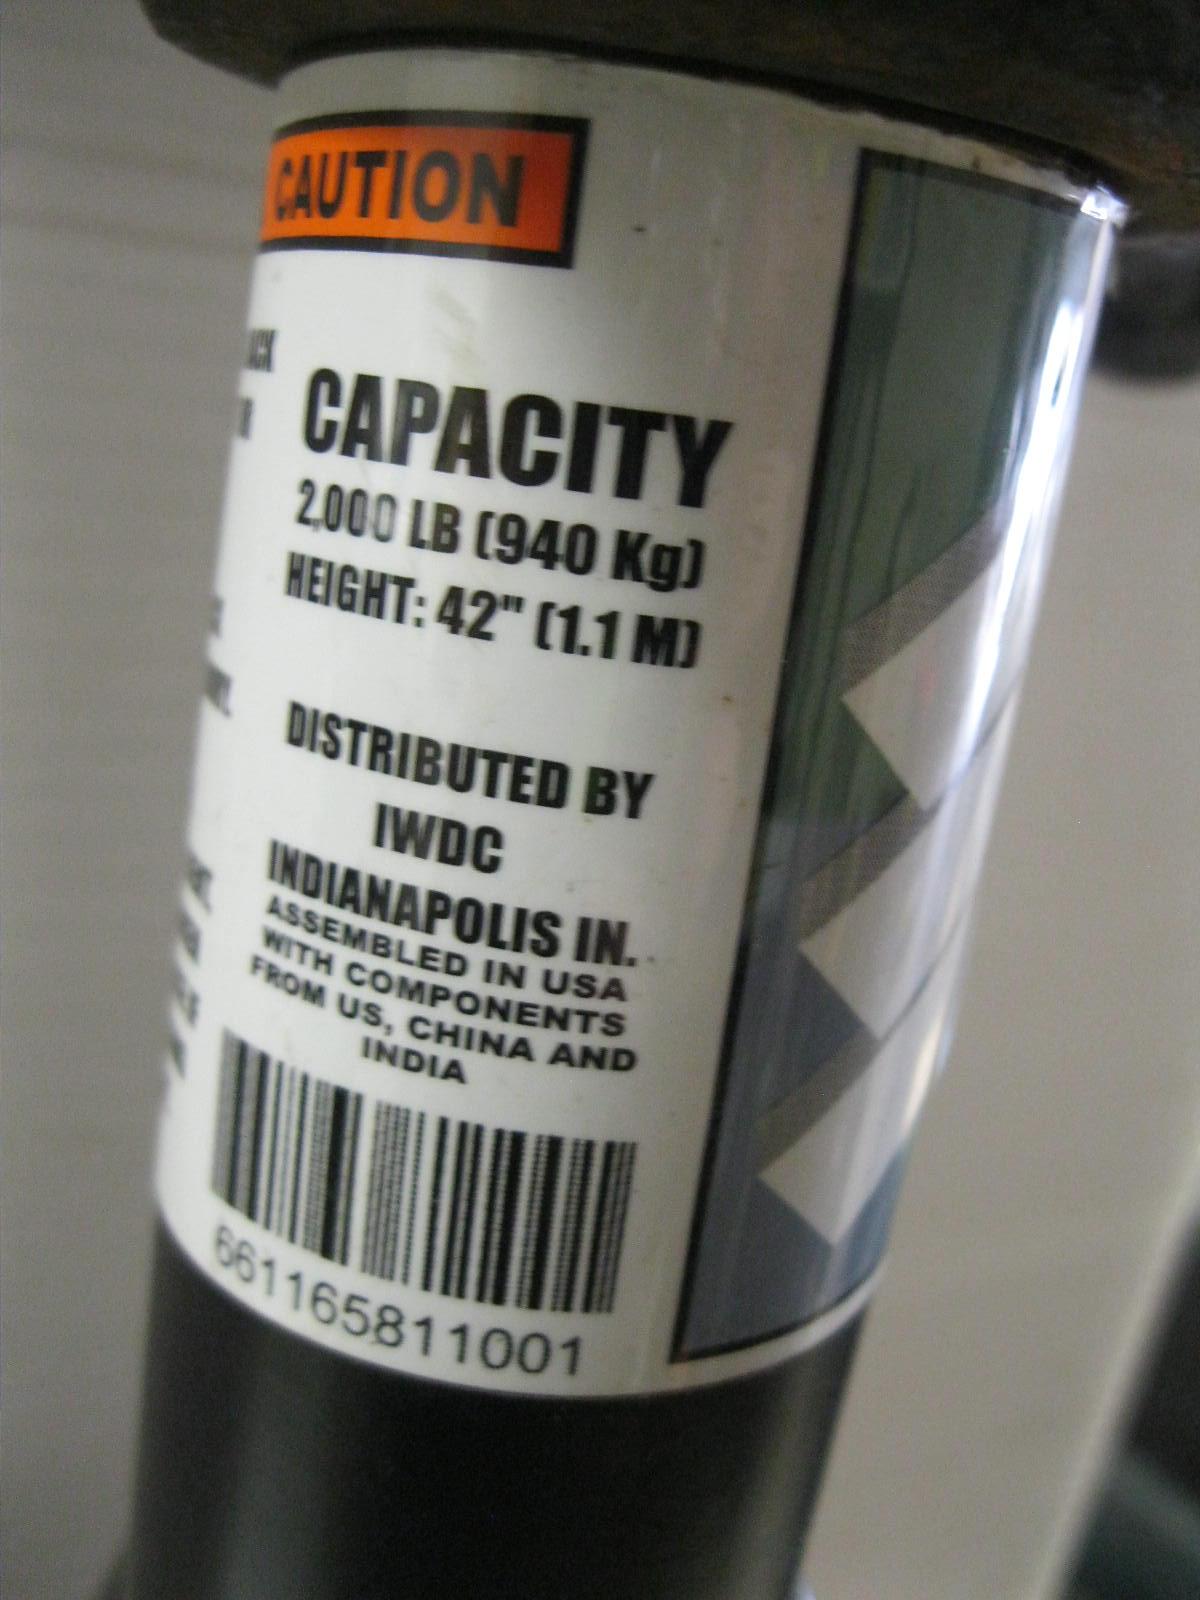 CAUTION
CAPACITY
2,000 LB (940 Kg)
HEIGHT: 42" (1.1 M)
DISTRIBUTED BY
IWDC
INDIANAPOLIS IN.
ASSEMBLED IN USA
WITH COMPONENTS
FROM US, CHINA AND
INDIA
661165811001